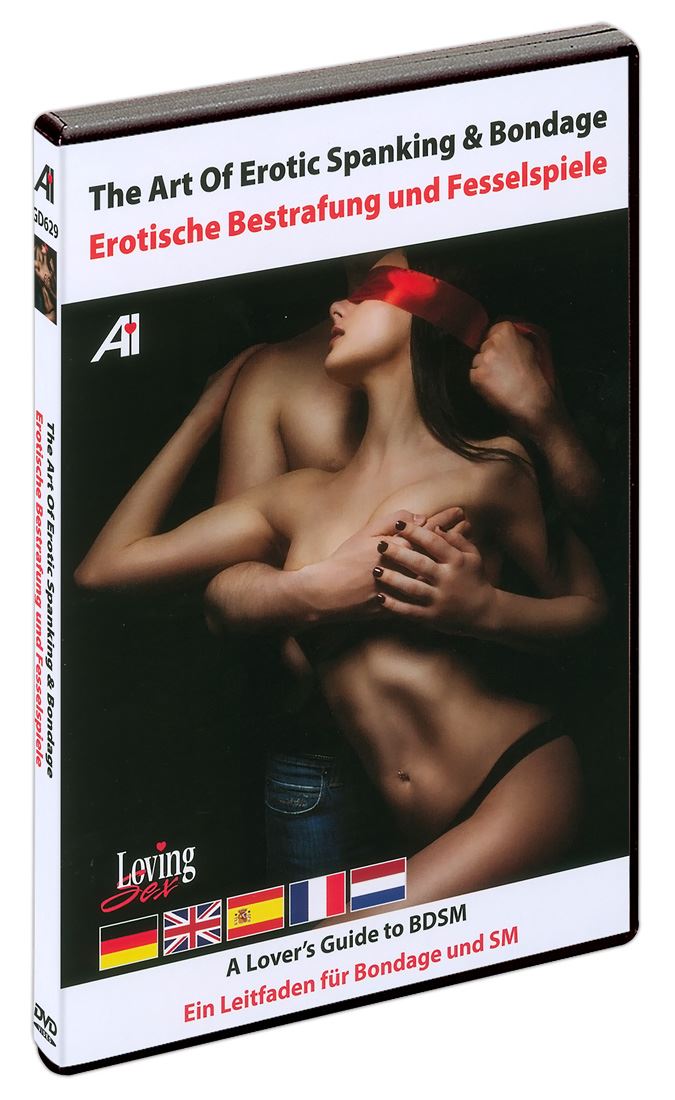 The Art Of Erotic Spanking & Bondage
Erotische Bestrafung und Fesselspiele
Ai
Loving
Sex
A Lover's Guide to BDSM
Ein Leitfaden für Bondage und SM
Ai
GD629
The Art Of Erotic Spanking & Bondage
Erotische Bestrafung und Fesselspiele
DVD
VIDEO